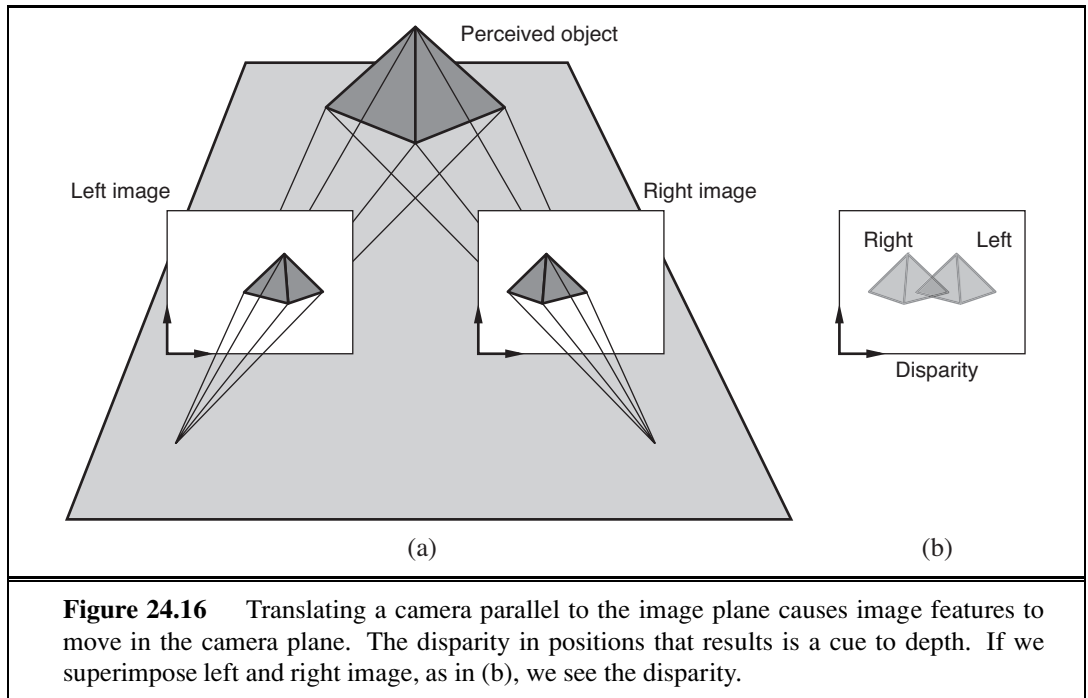 Perceived object
Left image
Right image
Right Left
Disparity
(a)
(b)
Figure 24.16 Translating a camera parallel to the image plane causes image features to
move in the camera plane. The disparity in positions that results is a cue to depth. If we
superimpose left and right image, as in (b), we see the disparity.